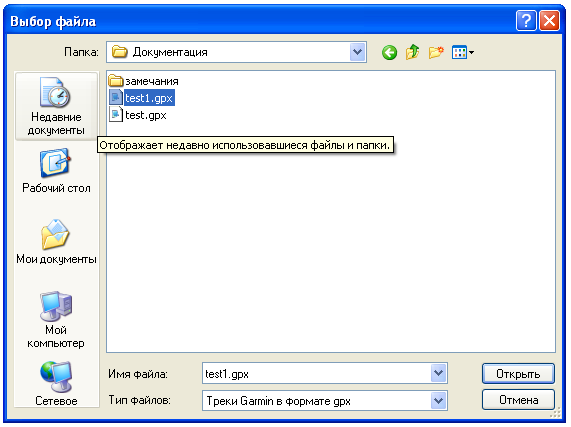 Выбор файла
Папка:
Документация
замечания
test1.gpx
test.gpx
Недавние
документы
Отображает недавно использовавшиеся файлы и папки.
Рабочий стол
Мои документы
Мой
компьютер
Сетевое
Имя файла:
test1.gpx
Открыть
Тип файлов:
Треки Garmin в формате gpx
Отмена